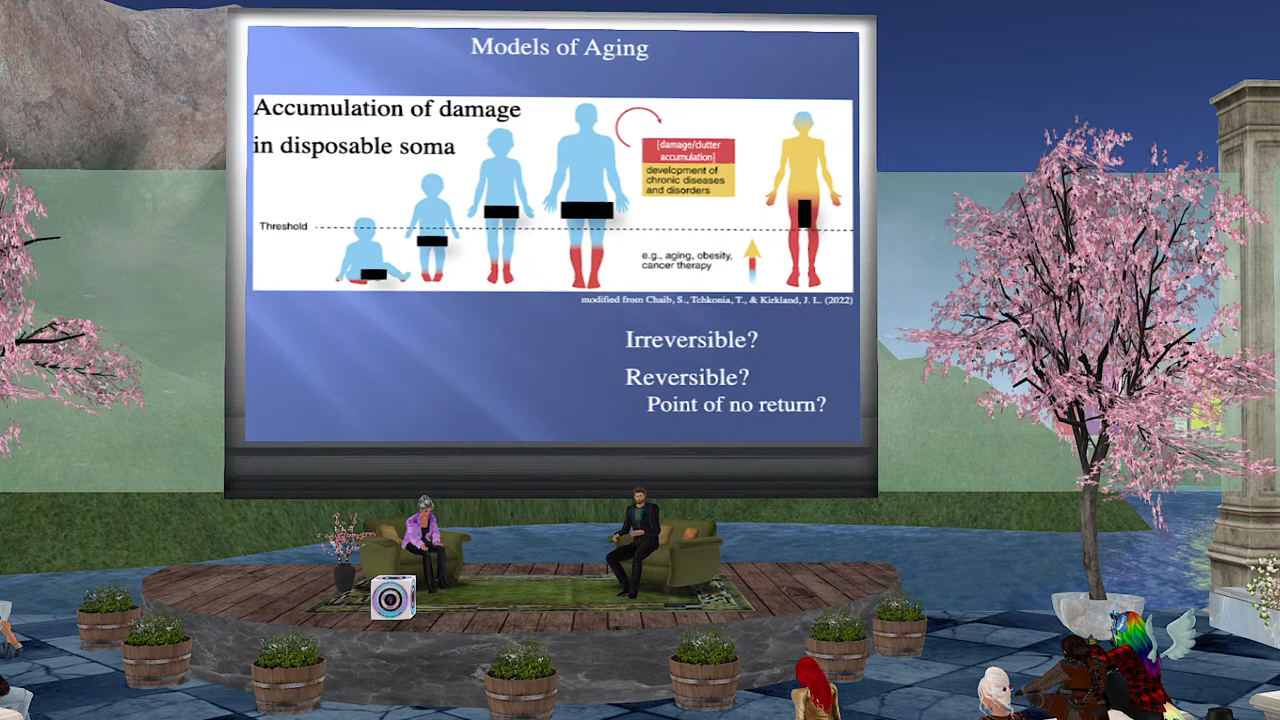 Models of Aging
Accumulation of damage
in disposable soma
[damage/clutter
accumulation]
development of
chronic diseases
and disorders
Threshold
e.g., aging, obesity,
cancer therapy
modified from Chaib, S., Tchkonia, T., & Kirkland, J. L. (2022)
Irreversible?
Reversible?
Point of no return?